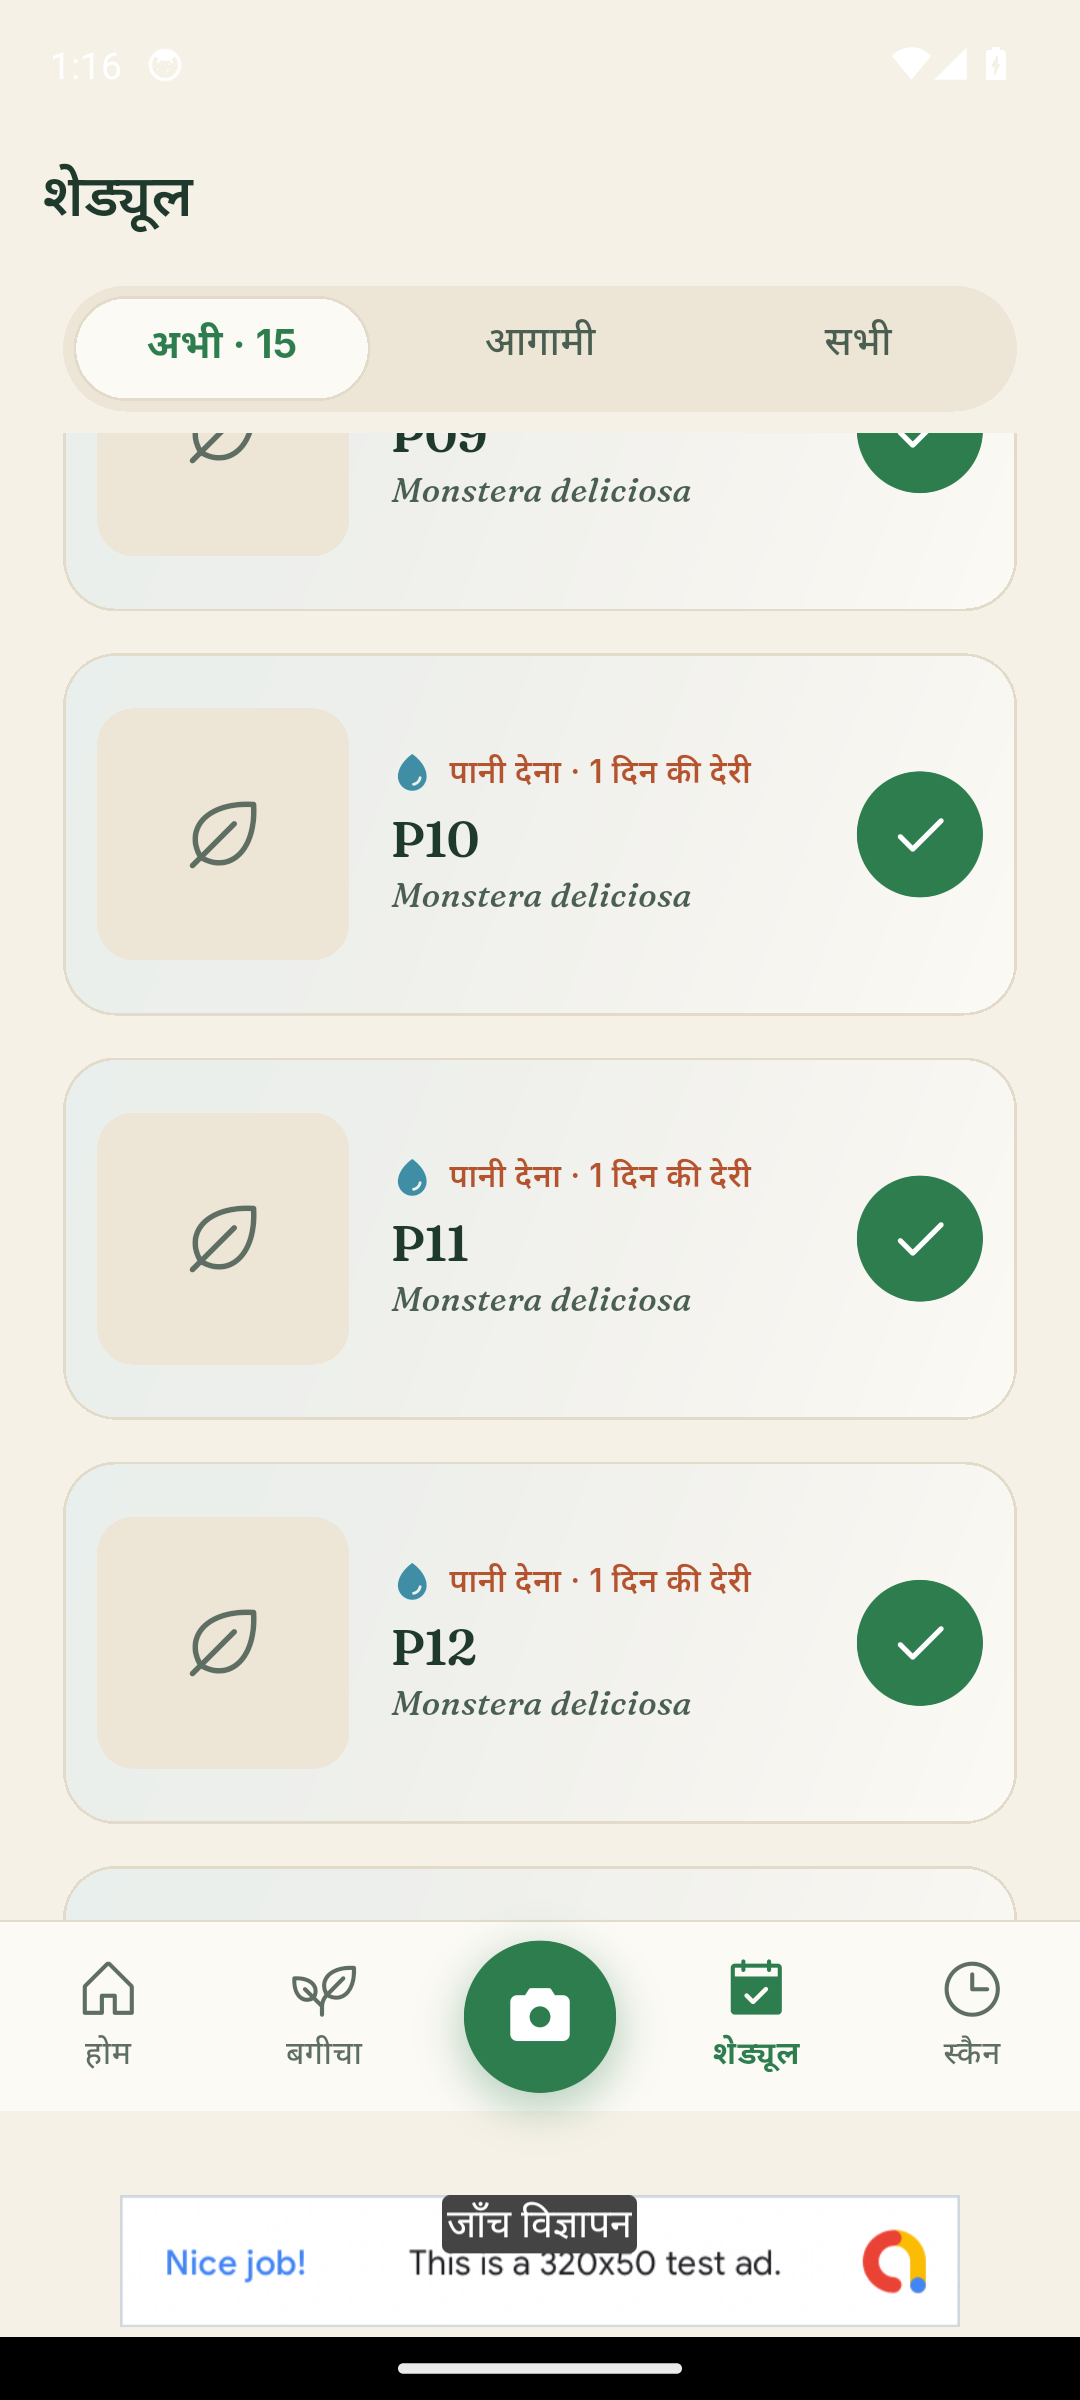 1:16
शेड्यूल
अभी · 15
आगामी
सभी
P09
Monstera deliciosa
पानी देना · 1 दिन की देरी
P10
Monstera deliciosa
पानी देना · 1 दिन की देरी
P11
Monstera deliciosa
पानी देना · 1 दिन की देरी
P12
Monstera deliciosa
होम
बगीचा
शेड्यूल
स्कैन
जाँच विज्ञापन
Nice job!
This is a 320x50 test ad.